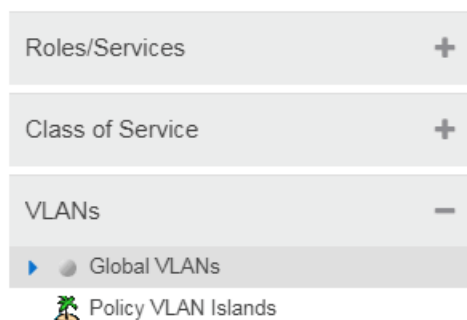 Roles/Services
Class of Service
VLANs
Global VLANs
Policy VLAN Islands